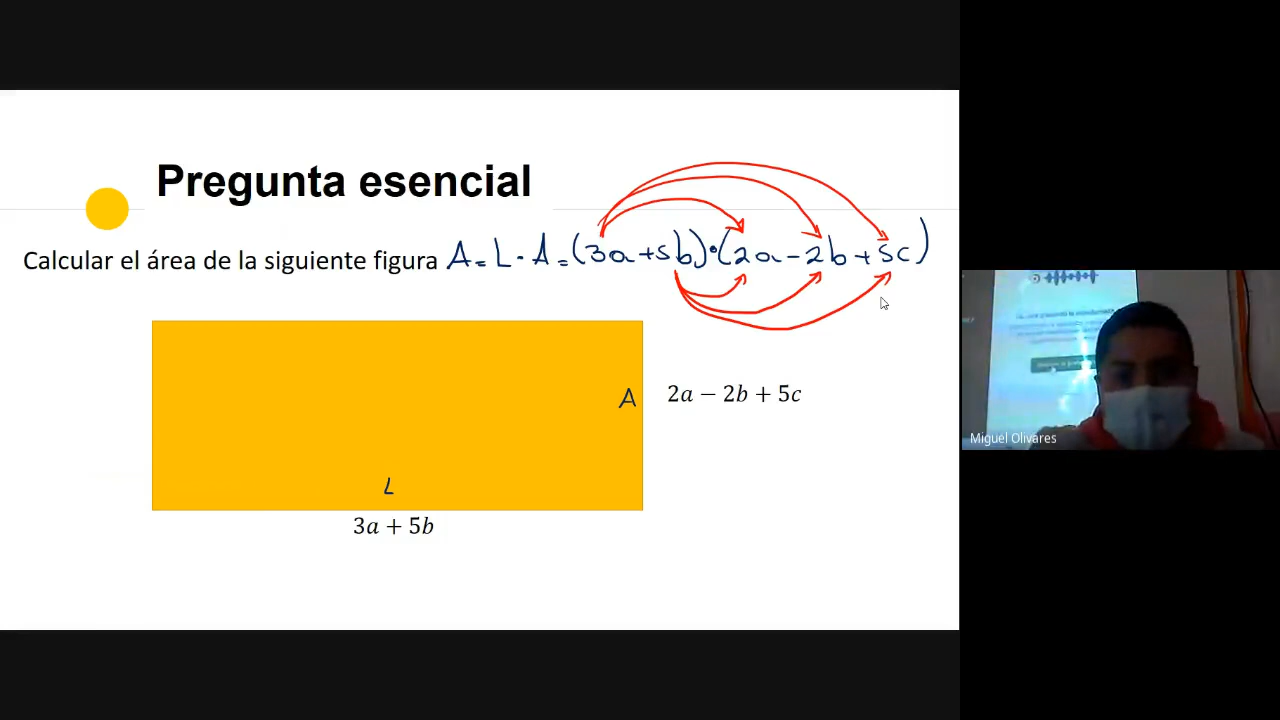 Pregunta esencial
Calcular el área de la siguiente figura A = L · A = (3a+5b)·(2a-2b+5c)
A 2a − 2b + 5c
L
3a + 5b
Miguel Olivares